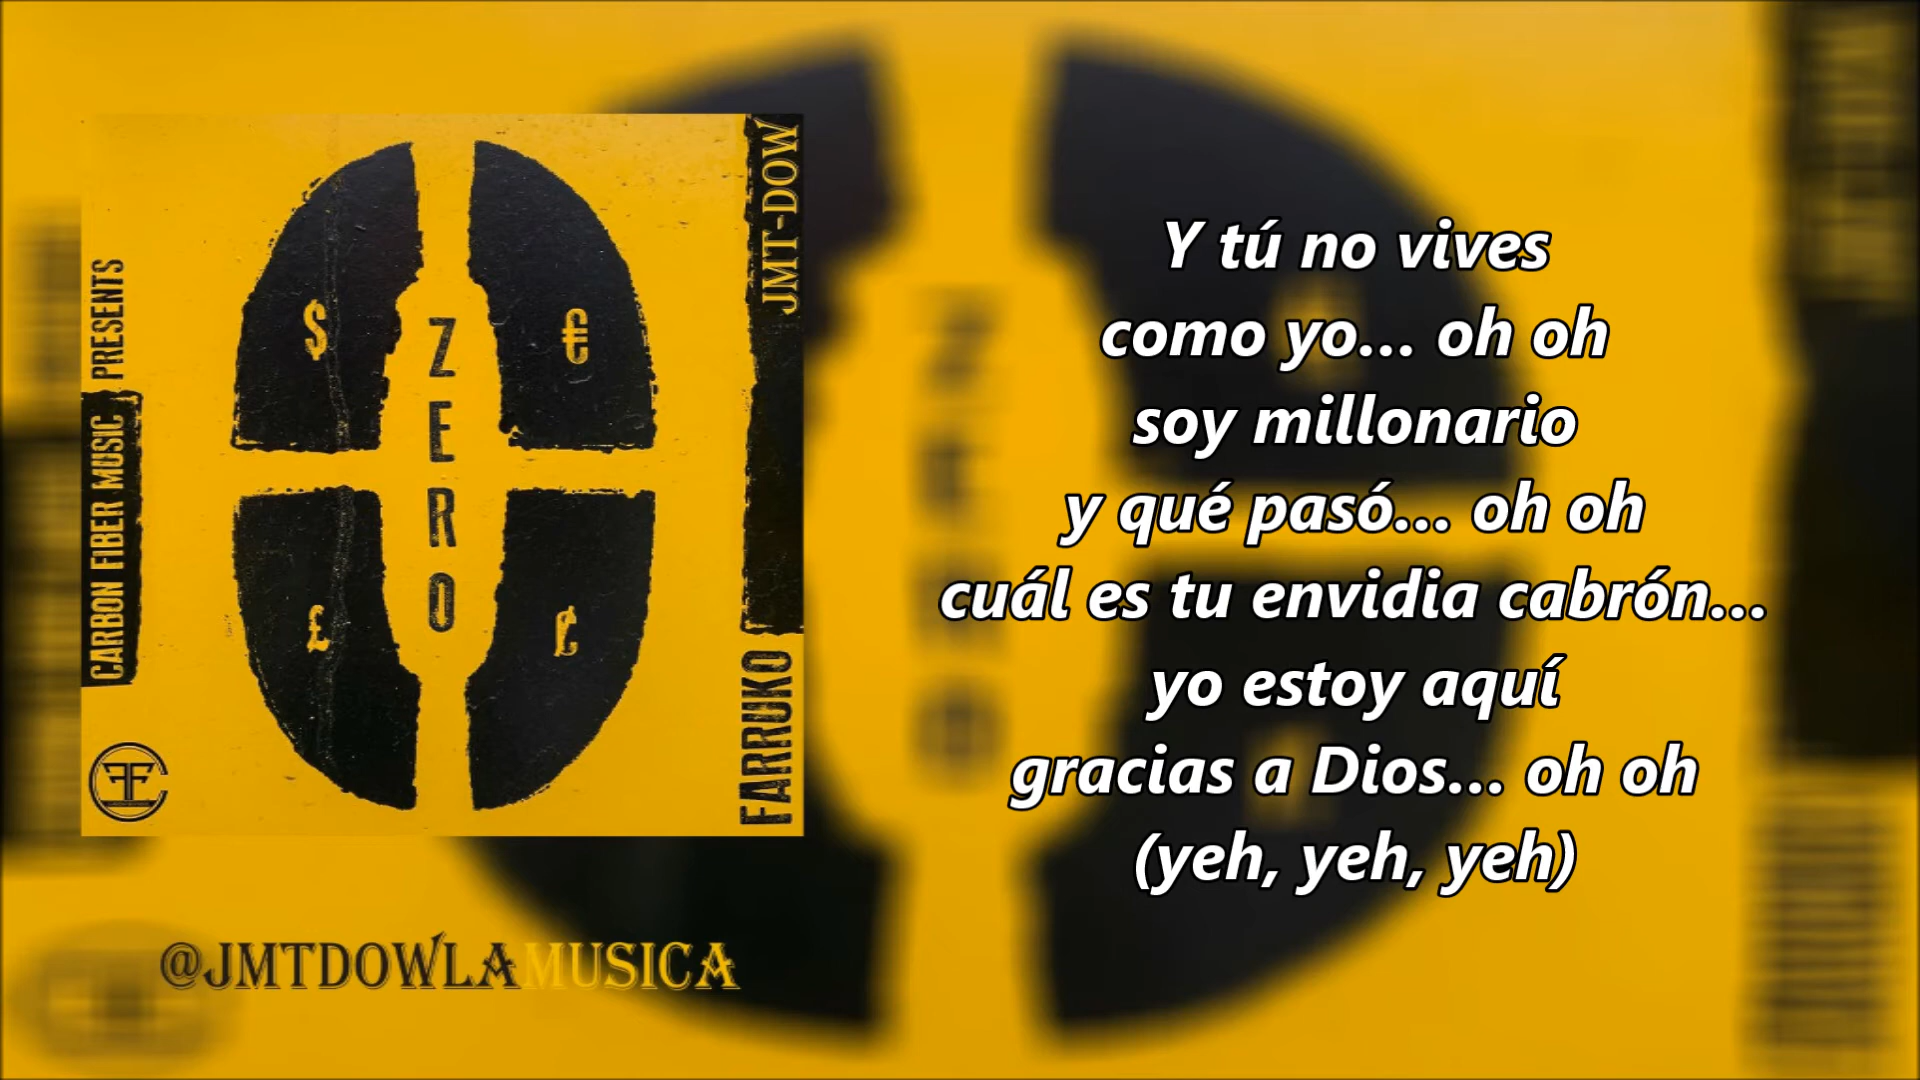 CARBON FIBER MUSIC PRESENTS
$
€
ZERO
£
₵
JMT-DOW
FARRUKO
@JMTDOWLAMUSICA
Y tú no vives
como yo... oh oh
soy millonario
y qué pasó... oh oh
cuál es tu envidia cabrón...
yo estoy aquí
gracias a Dios... oh oh
(yeh, yeh, yeh)